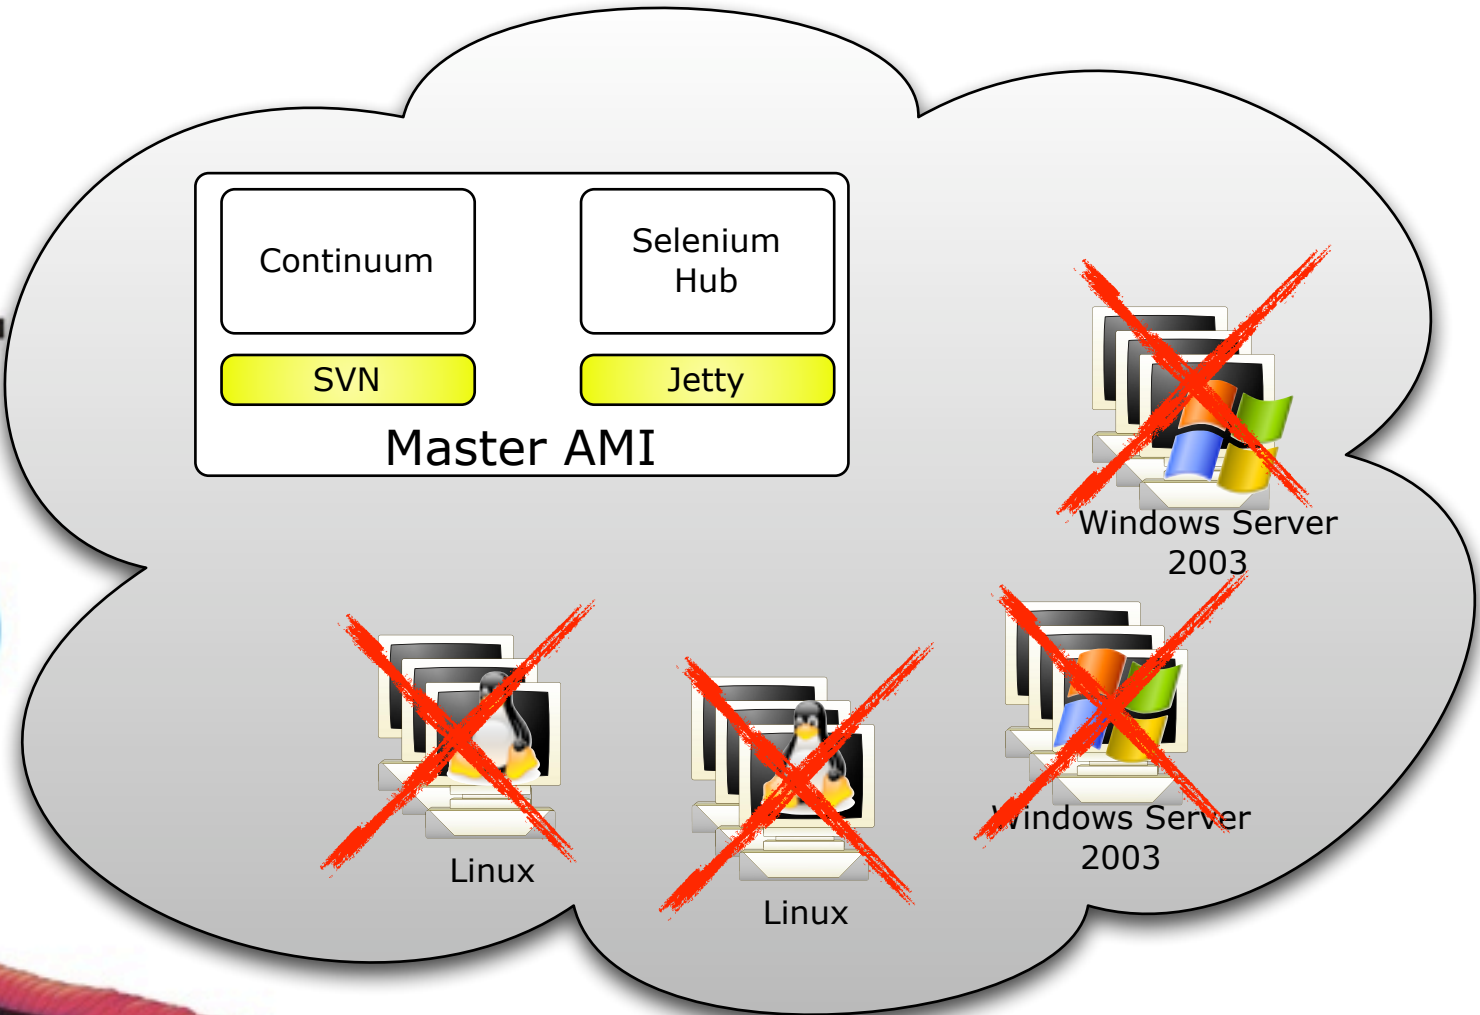 Continuum
Selenium
Hub
SVN
Jetty
Master AMI
Windows Server
2003
Linux
Linux
Windows Server
2003